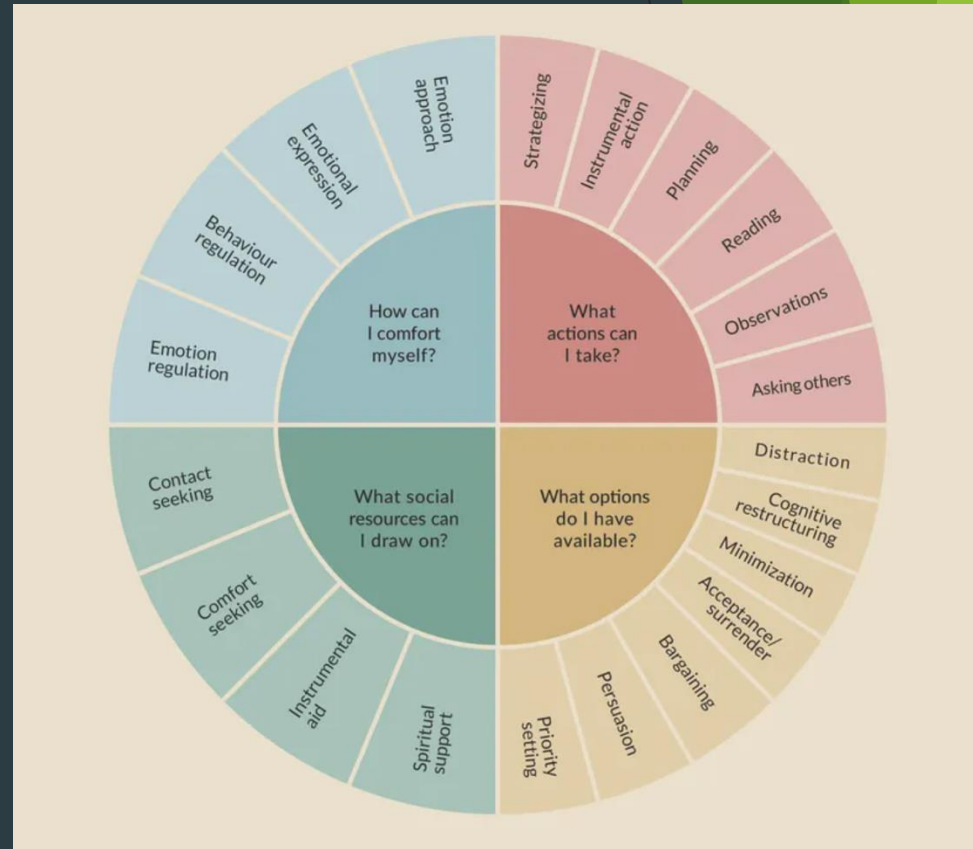 How can
I comfort
myself?
Emotion
regulation
Behaviour
regulation
Emotional
expression
Emotion
approach
What
actions can
I take?
Strategizing
Instrumental
action
Planning
Reading
Observations
Asking others
What options
do I have
available?
Distraction
Cognitive
restructuring
Minimization
Acceptance/
surrender
Bargaining
Persuasion
Priority
setting
What social
resources can
I draw on?
Spiritual
support
Instrumental
aid
Comfort
seeking
Contact
seeking